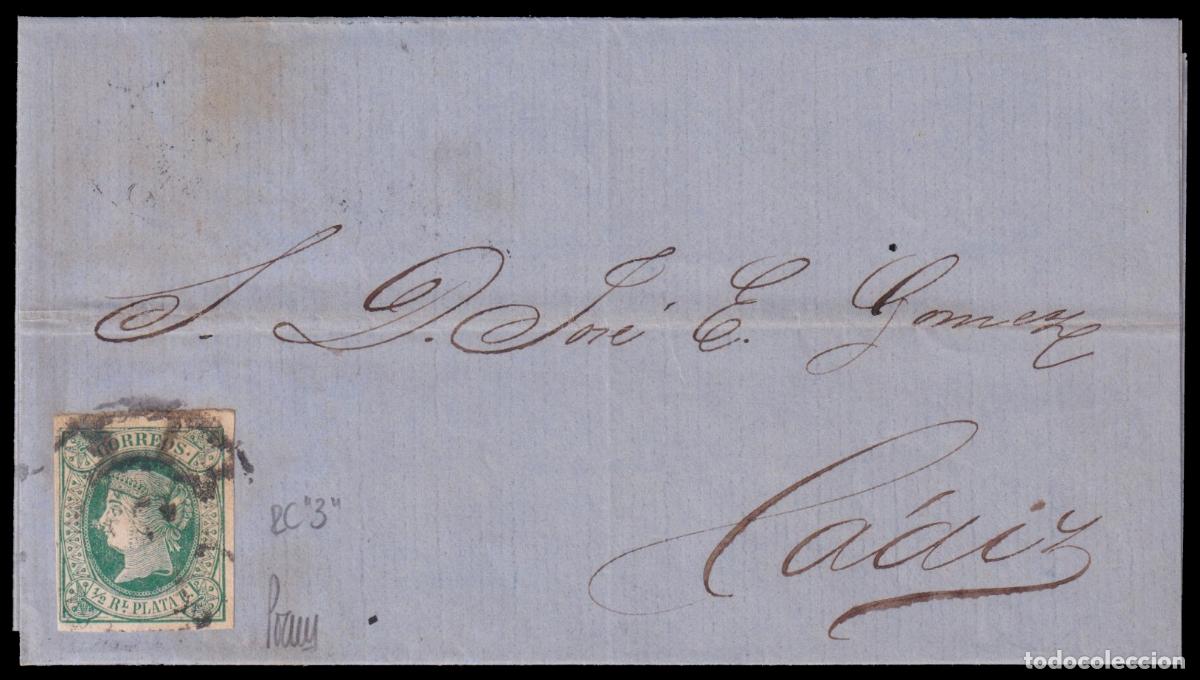 S. D. José E. Gomez
Cádiz
CORREOS.
½ RL PLATA F.
RC "3"
todocoleccion